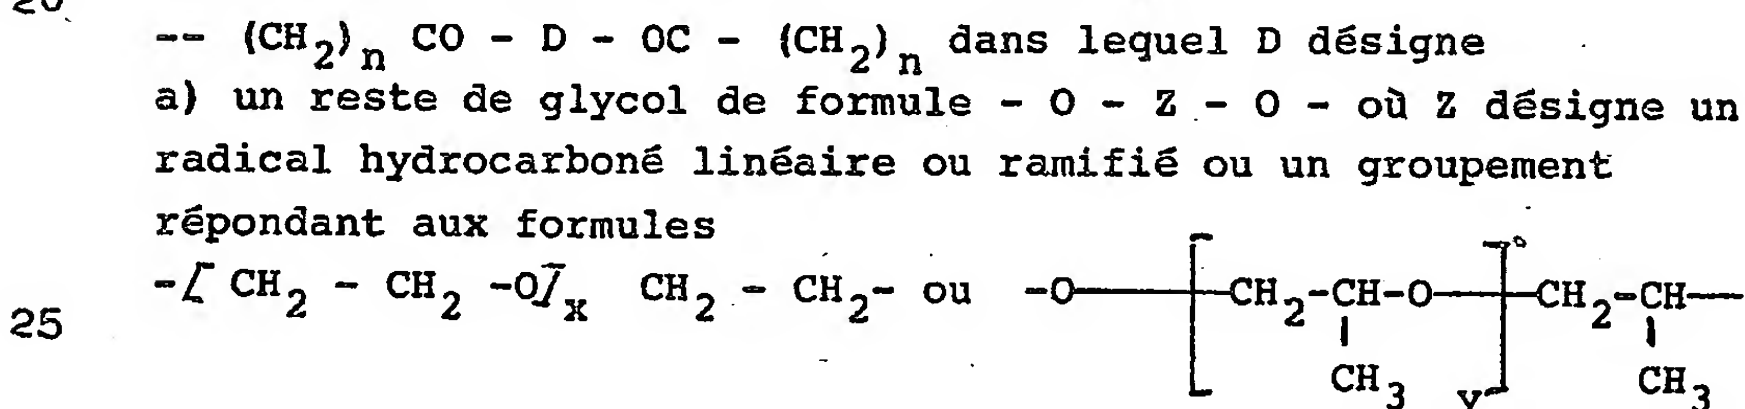 20
-- (CH2)n CO - D - OC - (CH2)n dans lequel D désigne
a) un reste de glycol de formule - O - Z - O - où Z désigne un
radical hydrocarboné linéaire ou ramifié ou un groupement
répondant aux formules
25 -[ CH2 - CH2 -O]x CH2 - CH2- ou -O—[CH2-CH-O—]y—CH2-CH—
CH3 CH3